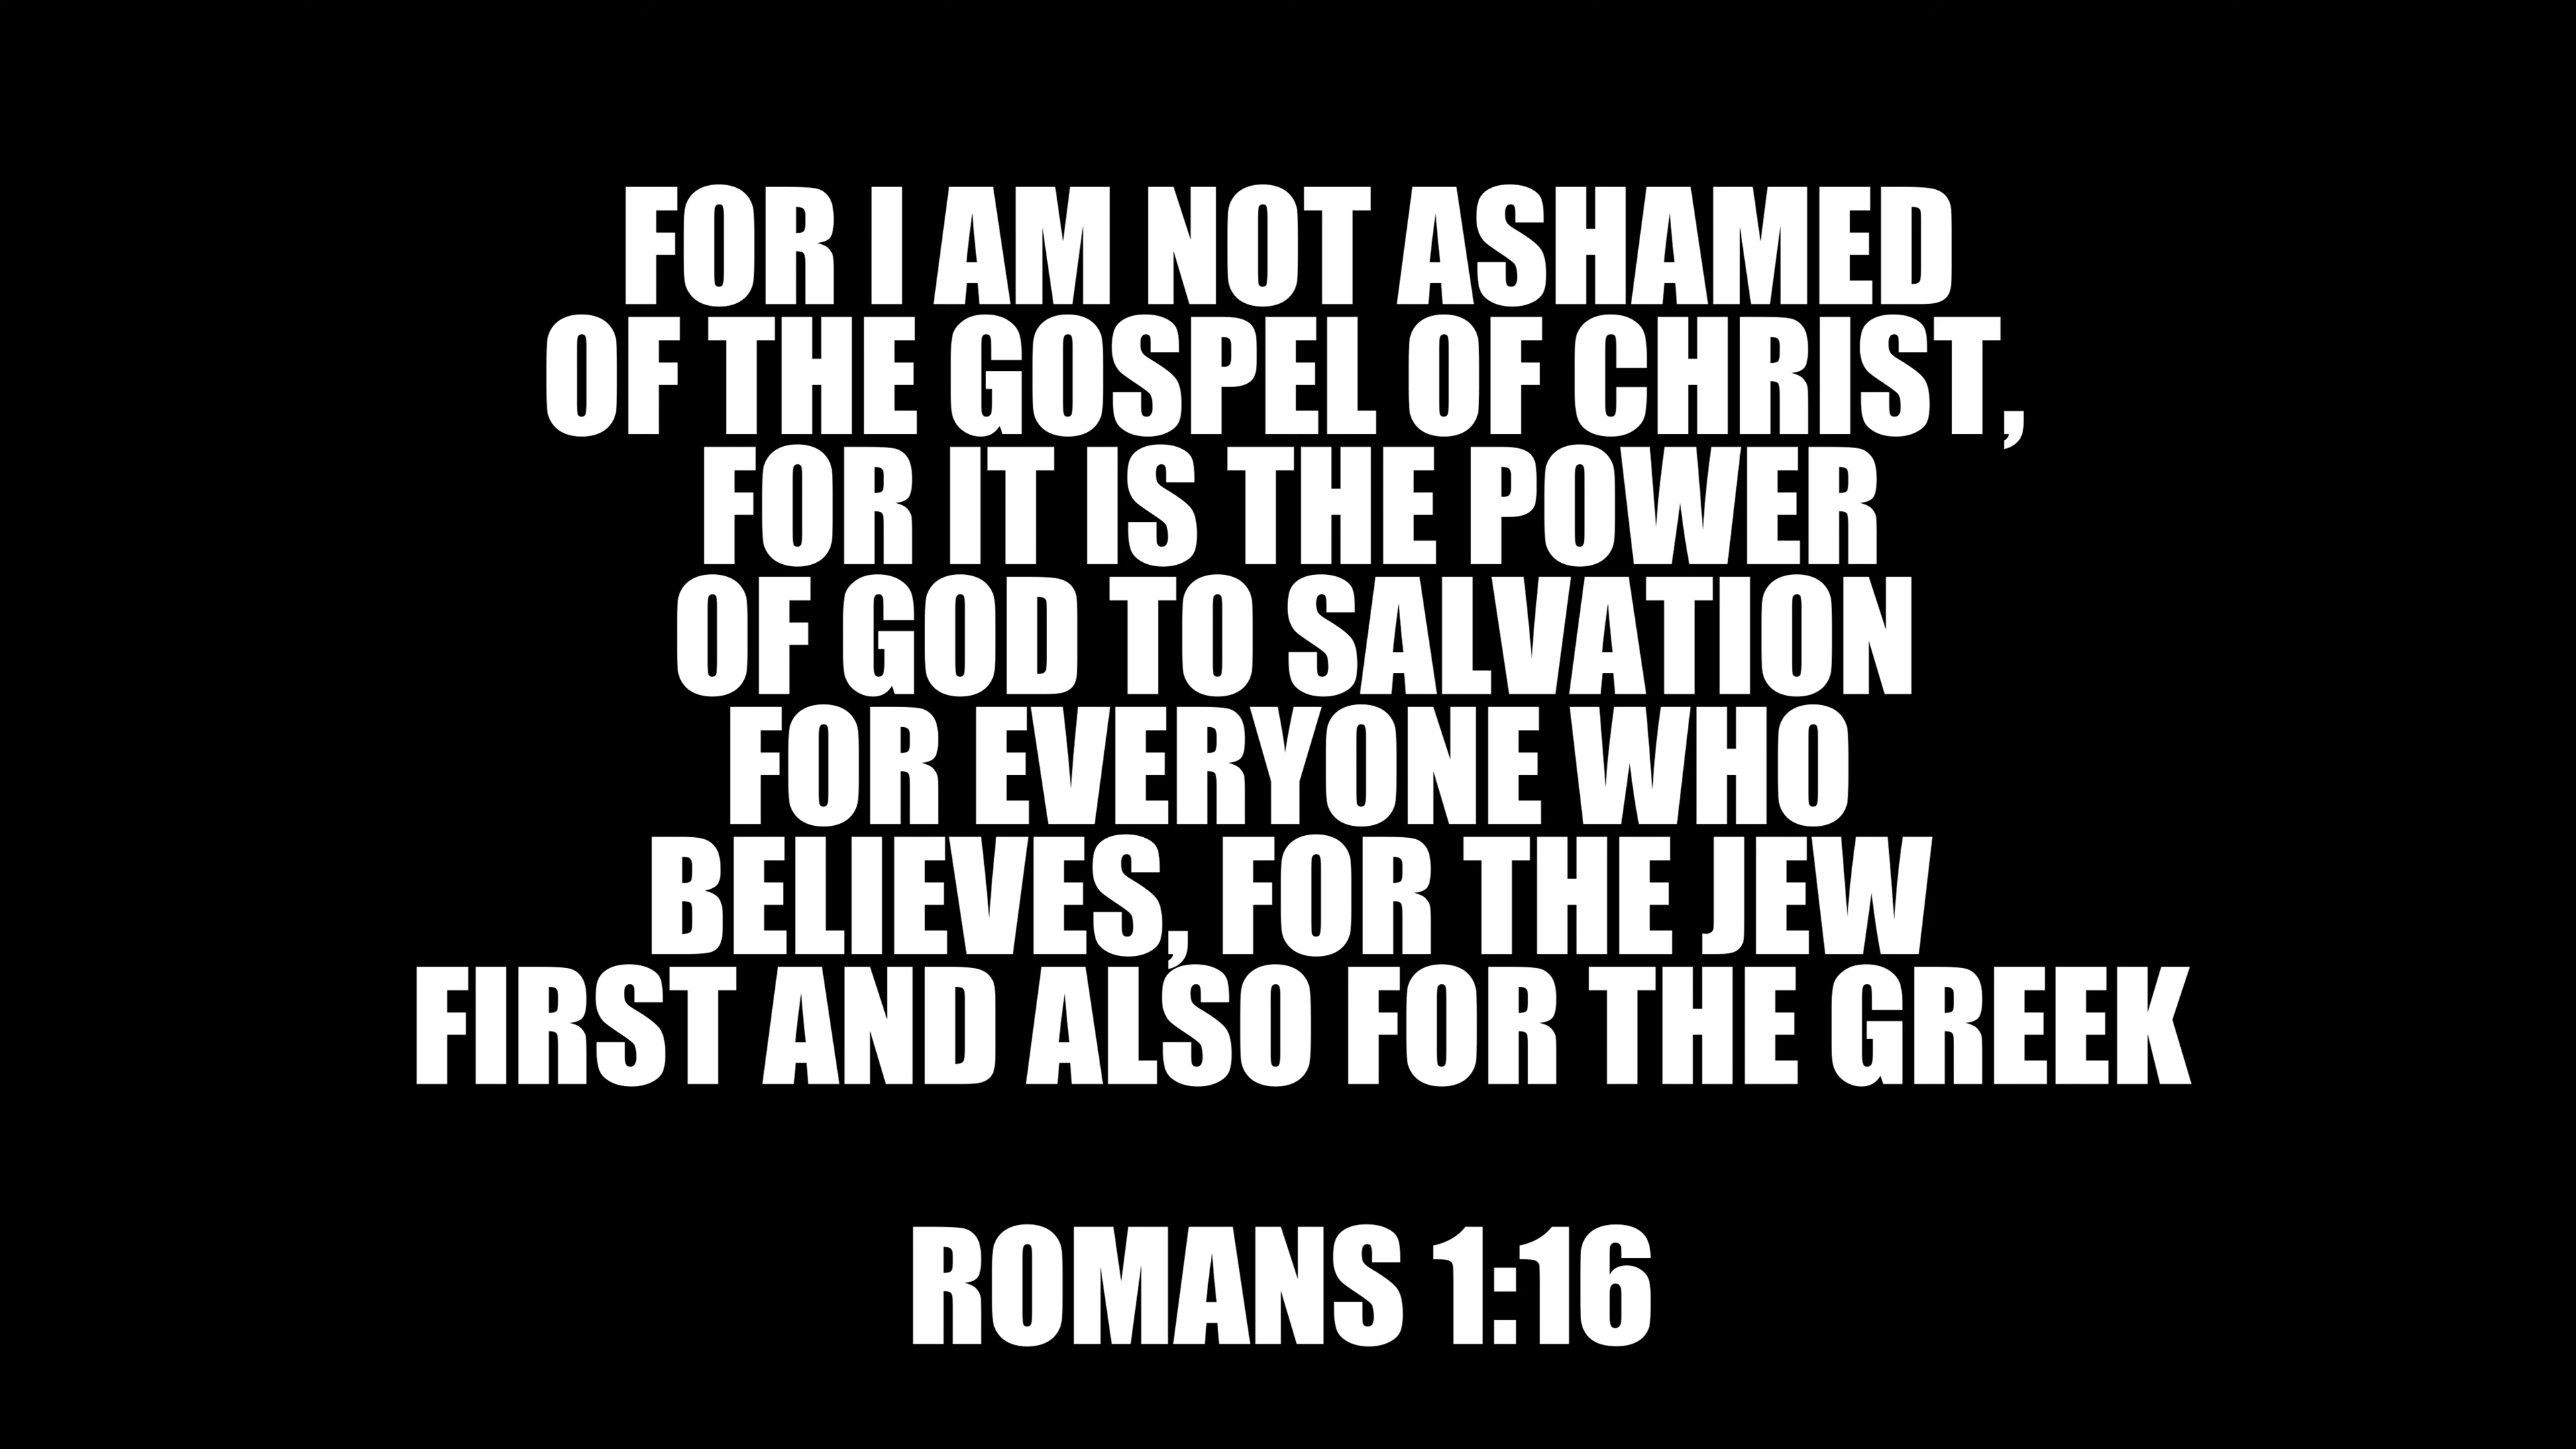 FOR I AM NOT ASHAMED
OF THE GOSPEL OF CHRIST,
FOR IT IS THE POWER
OF GOD TO SALVATION
FOR EVERYONE WHO
BELIEVES, FOR THE JEW
FIRST AND ALSO FOR THE GREEK
ROMANS 1:16